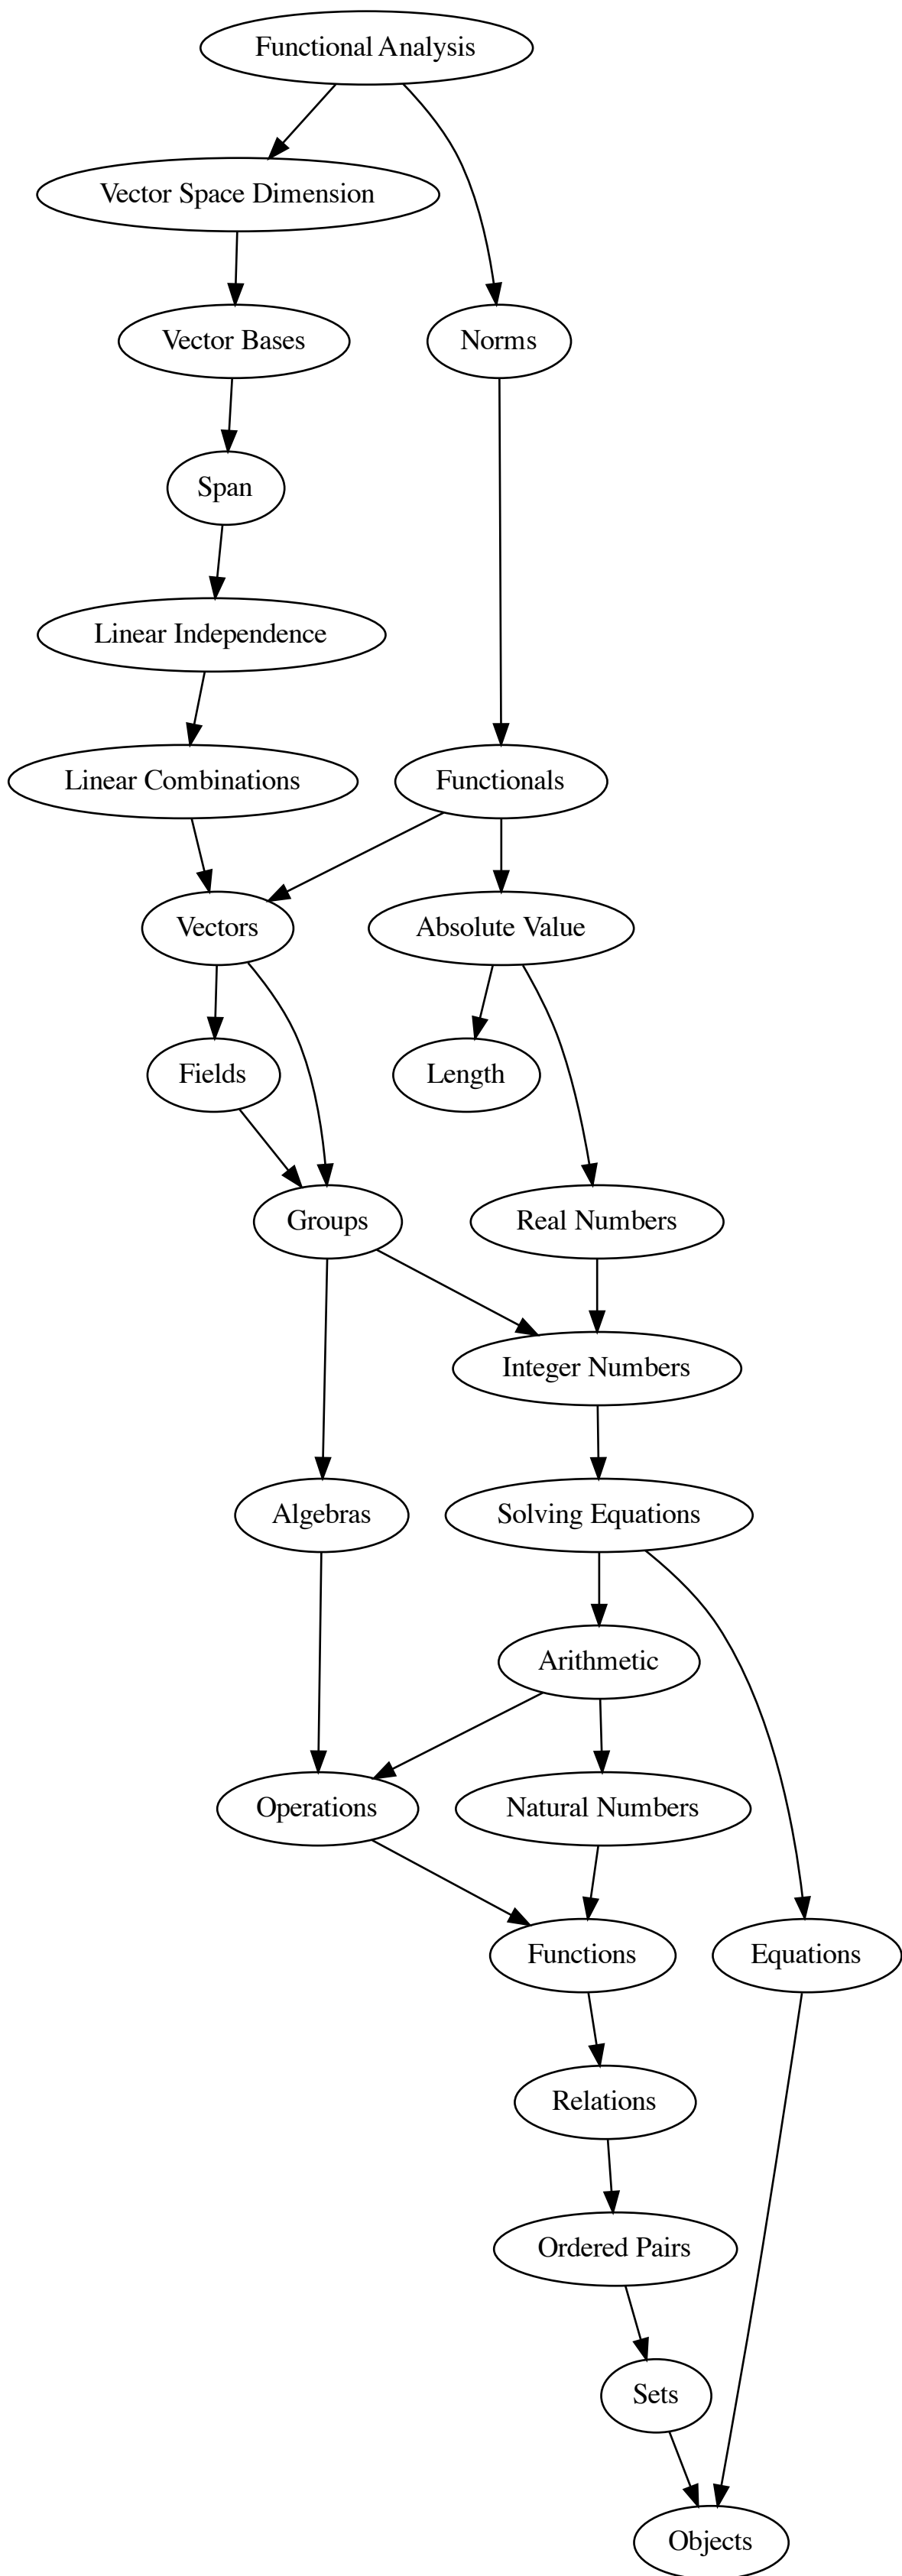 Functional Analysis
Vector Space Dimension
Vector Bases
Norms
Span
Linear Independence
Linear Combinations
Functionals
Vectors
Absolute Value
Fields
Length
Groups
Real Numbers
Integer Numbers
Algebras
Solving Equations
Arithmetic
Operations
Natural Numbers
Functions
Equations
Relations
Ordered Pairs
Sets
Objects